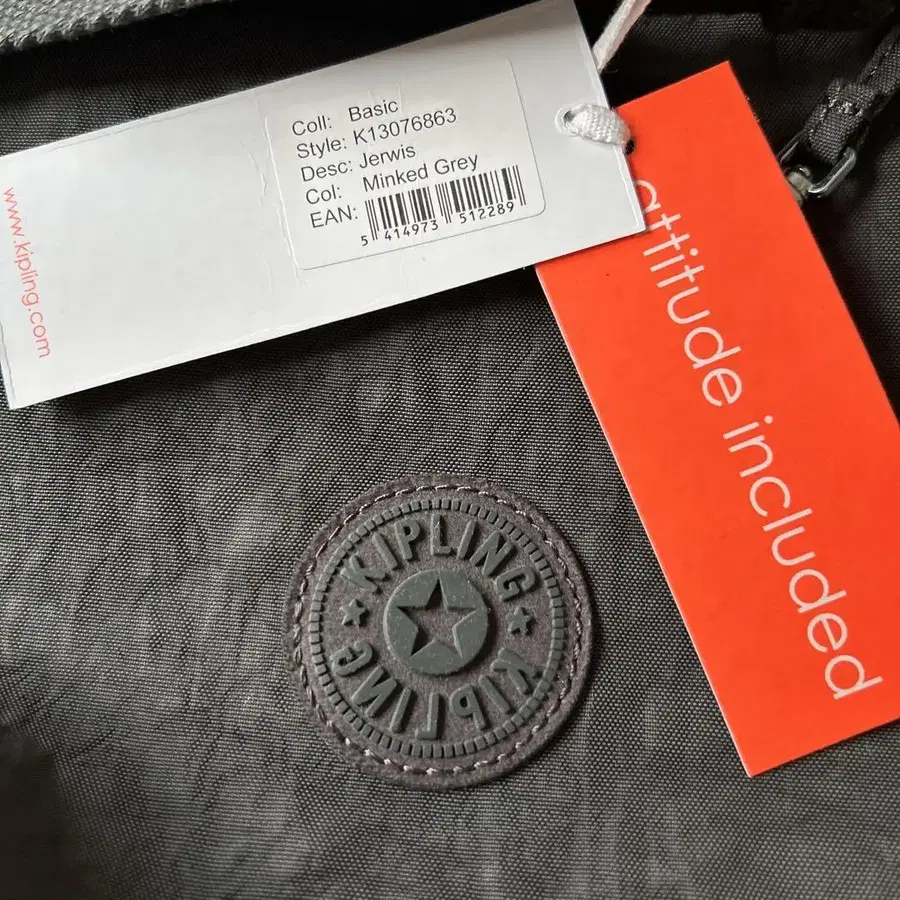 Coll: Basic
Style: K13076863
Desc: Jerwis
Col: Minked Grey
EAN:
5 414973 512289
www.kipling.com
attitude included
KIPLING
KIPLING